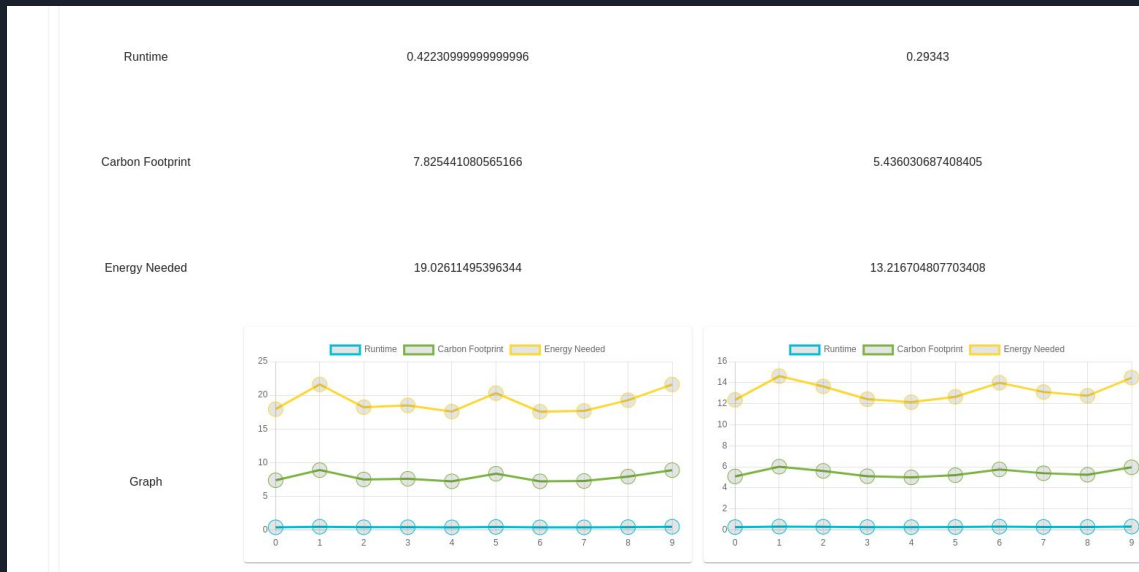 Runtime 0.42230999999999996 0.29343
Carbon Footprint 7.825441080565166 5.436030687408405
Energy Needed 19.02611495396344 13.216704807703408
Graph
Runtime Carbon Footprint Energy Needed
25
20
15
10
5
0
0 1 2 3 4 5 6 7 8 9
Runtime Carbon Footprint Energy Needed
16
14
12
10
8
6
4
2
0
0 1 2 3 4 5 6 7 8 9